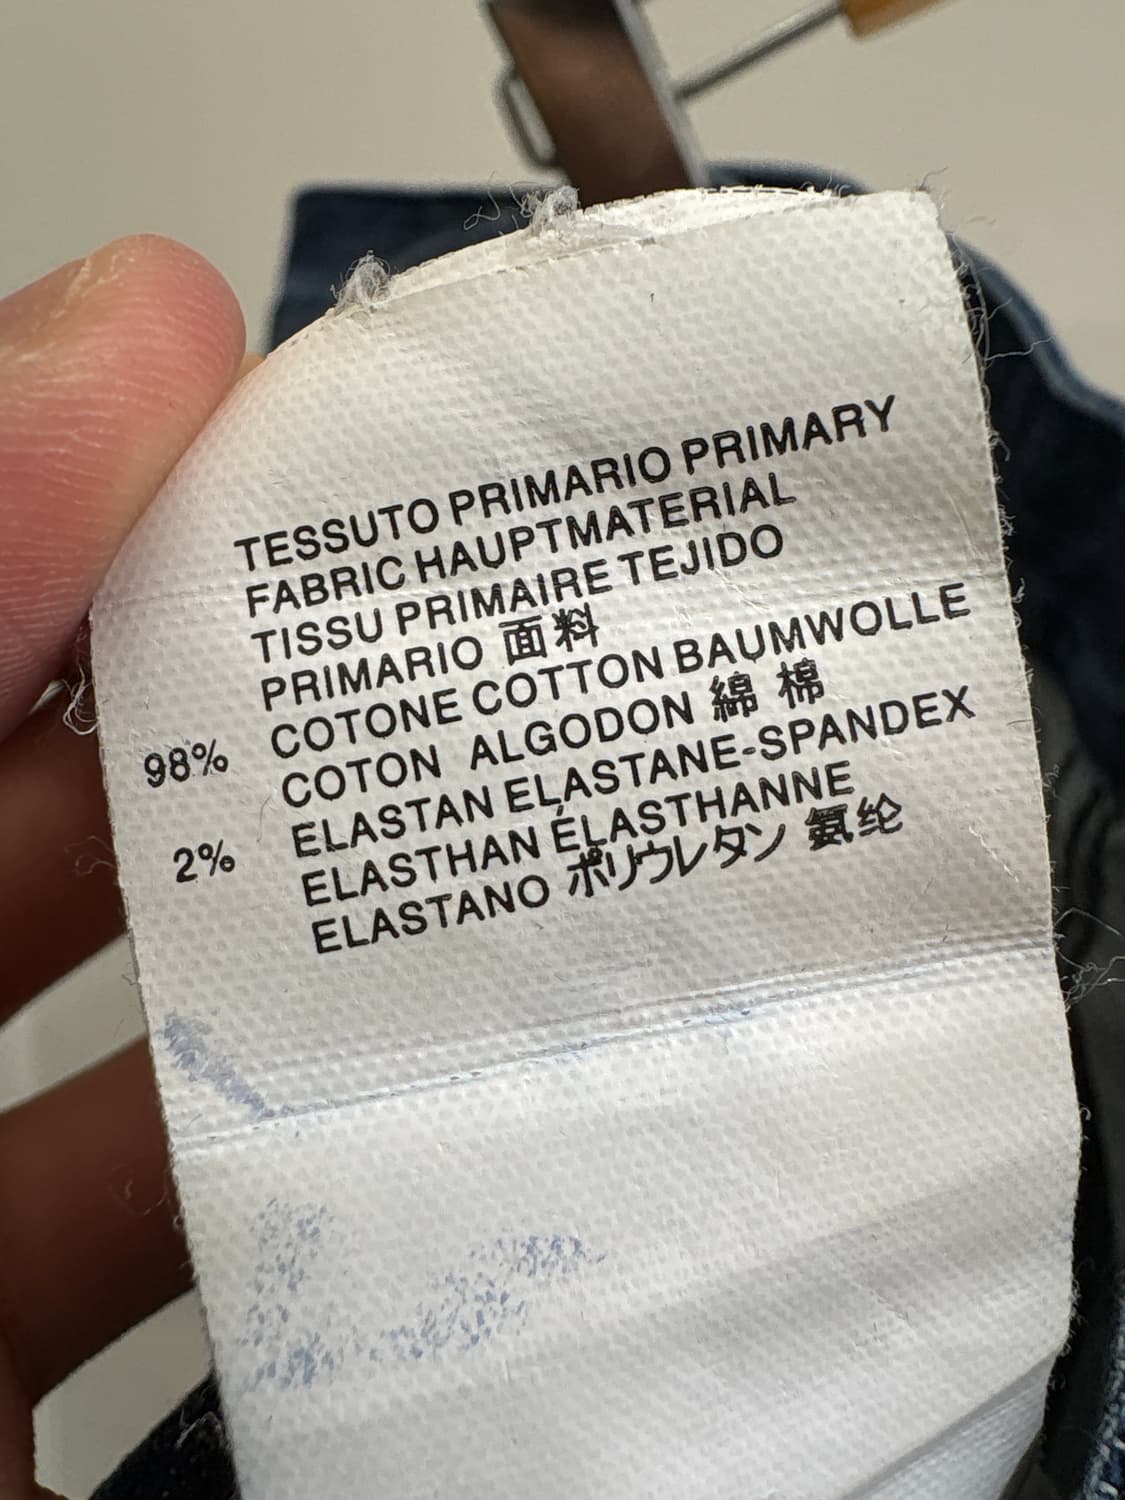 TESSUTO PRIMARIO PRIMARY
FABRIC HAUPTMATERIAL
TISSU PRIMAIRE TEJIDO
PRIMARIO 面料
98% COTONE COTTON BAUMWOLLE
COTON ALGODON 綿 棉
2% ELASTAN ELASTANE-SPANDEX
ELASTHAN ÉLASTHANNE
ELASTANO ポリウレタン 氨纶